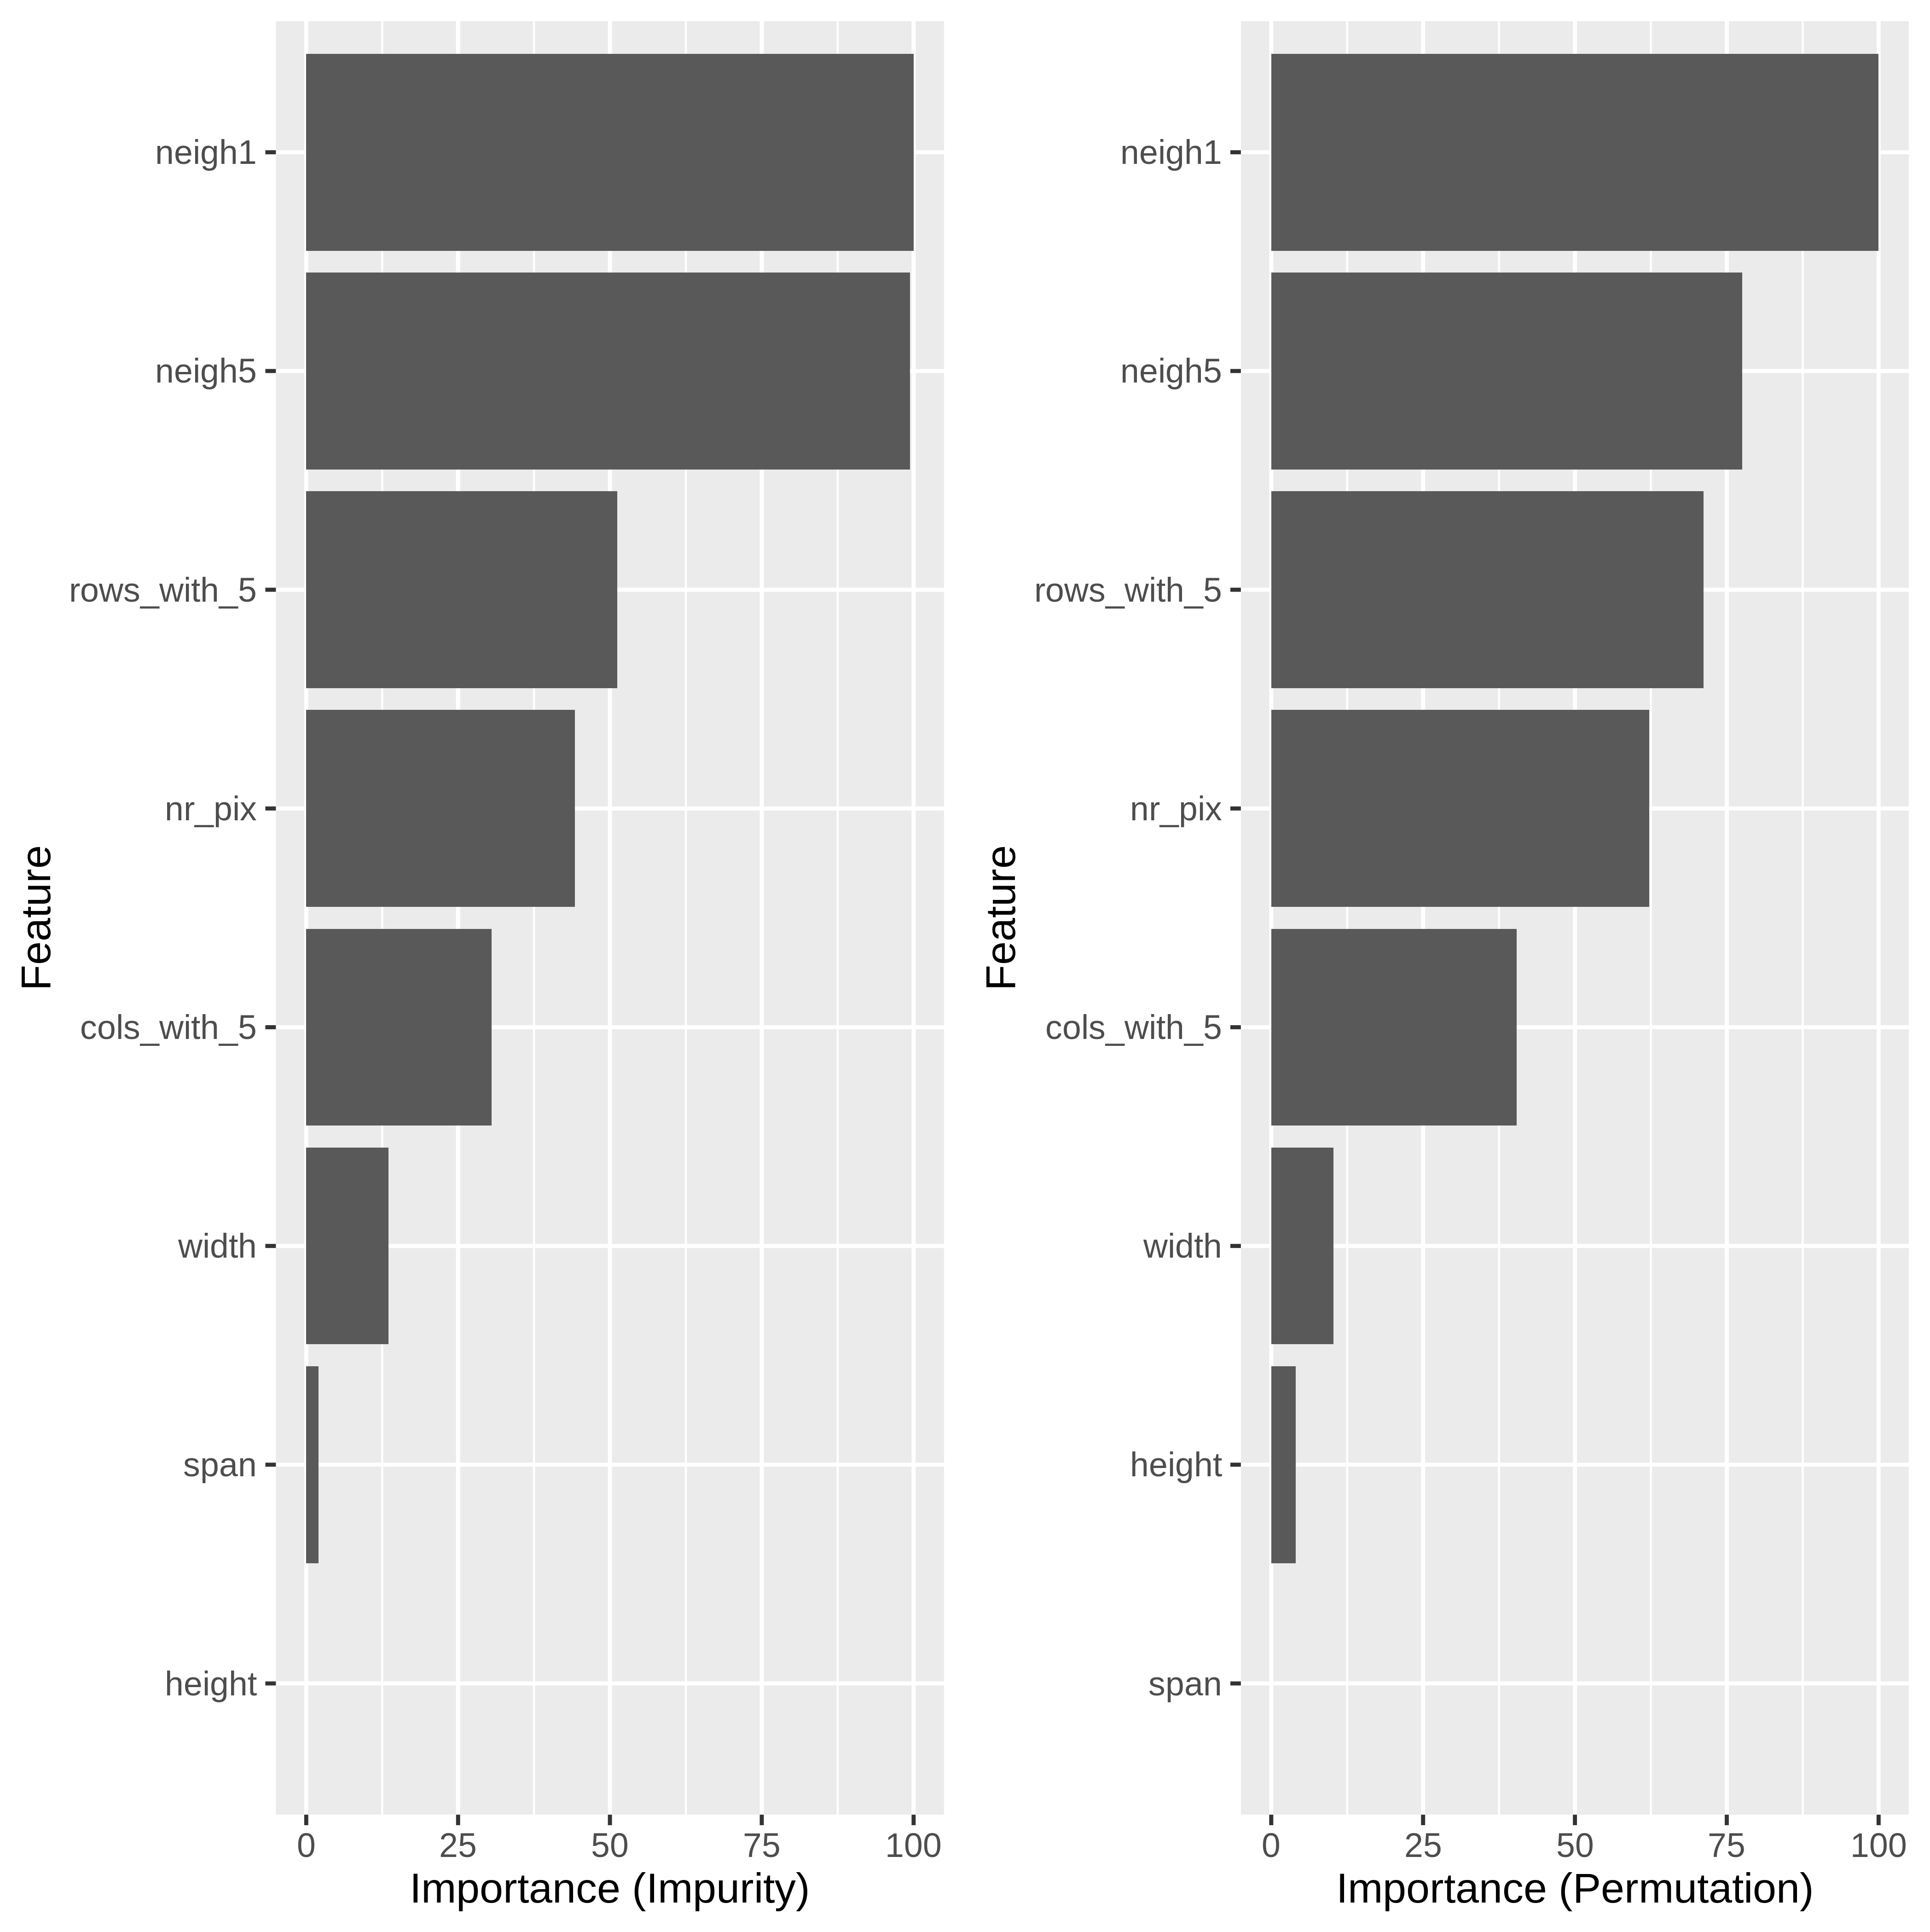 Feature
neigh1
neigh5
rows_with_5
nr_pix
cols_with_5
width
span
height
0 25 50 75 100
Importance (Impurity)
Feature
neigh1
neigh5
rows_with_5
nr_pix
cols_with_5
width
height
span
0 25 50 75 100
Importance (Permutation)